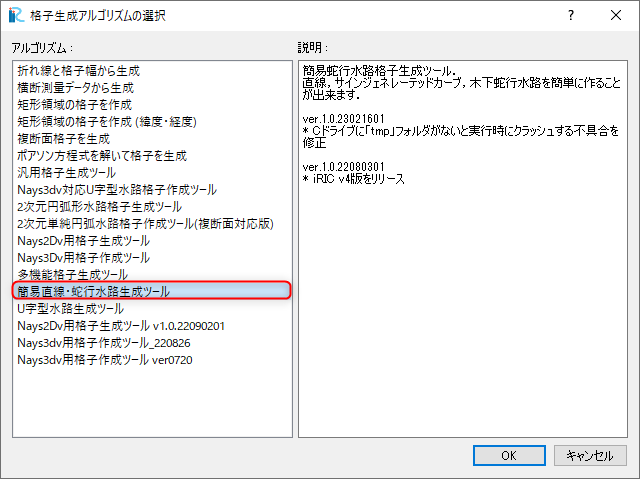 格子生成アルゴリズムの選択
アルゴリズム：
折れ線と格子幅から生成
横断測量データから生成
矩形領域の格子を作成
矩形領域の格子を作成 (緯度・経度)
複断面格子を生成
ポアソン方程式を解いて格子を生成
汎用格子生成ツール
Nays3dv対応U字型水路格子作成ツール
2次元円弧形水路格子生成ツール
2次元単純円弧水路格子作成ツール(複断面対応版)
Nays2Dv用格子生成ツール
Nays3Dv用格子作成ツール
多機能格子生成ツール
簡易直線・蛇行水路生成ツール
U字型水路生成ツール
Nays2Dv用格子生成ツール v1.0.22090201
Nays3dv用格子作成ツール_220826
Nays3dv用格子作成ツール ver0720
説明：
簡易蛇行水路格子生成ツール．
直線，サインジェネレーテッドカーブ，木下蛇行水路を簡単に作ること
が出来ます．
ver.1.0.23021601
* Cドライブに「tmp」フォルダがないと実行時にクラッシュする不具合を
修正
ver.1.0.22080301
* iRIC v4版をリリース
OK
キャンセル